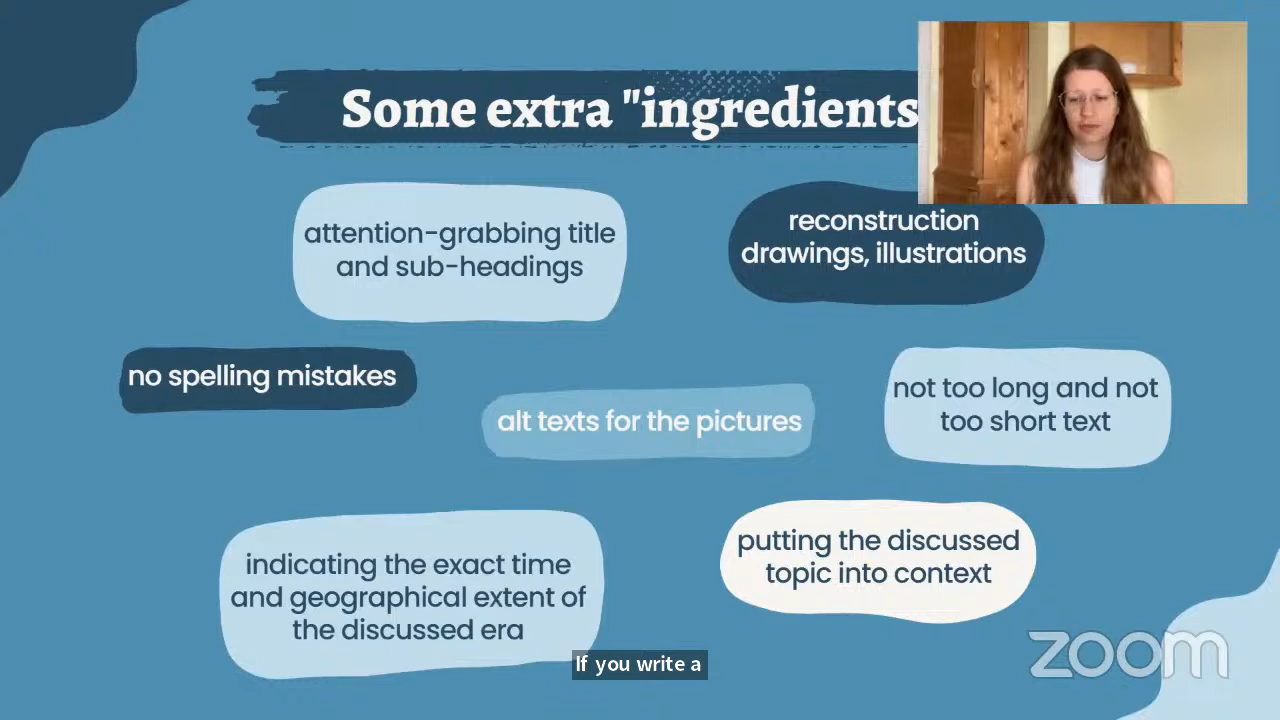 Some extra "ingredients
attention-grabbing title
and sub-headings
reconstruction
drawings, illustrations
no spelling mistakes
alt texts for the pictures
not too long and not
too short text
indicating the exact time
and geographical extent of
the discussed era
putting the discussed
topic into context
zoom
If you write a